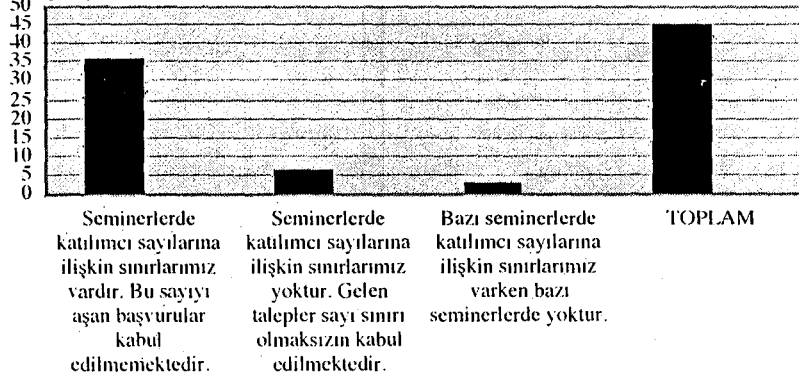 50
45
40
35
30
25
20
15
10
5
0
Seminerlerde
katılımcı sayılarına
ilişkin sınırlarımız
vardır. Bu sayıyı
aşan başvurular
kabul
edilmemektedir.
Seminerlerde
katılımcı sayılarına
ilişkin sınırlarımız
yoktur. Gelen
talepler sayı sınırı
olmaksızın kabul
edilmektedir.
Bazı seminerlerde
katılımcı sayılarına
ilişkin sınırlarımız
varken bazı
seminerlerde yoktur.
TOPLAM